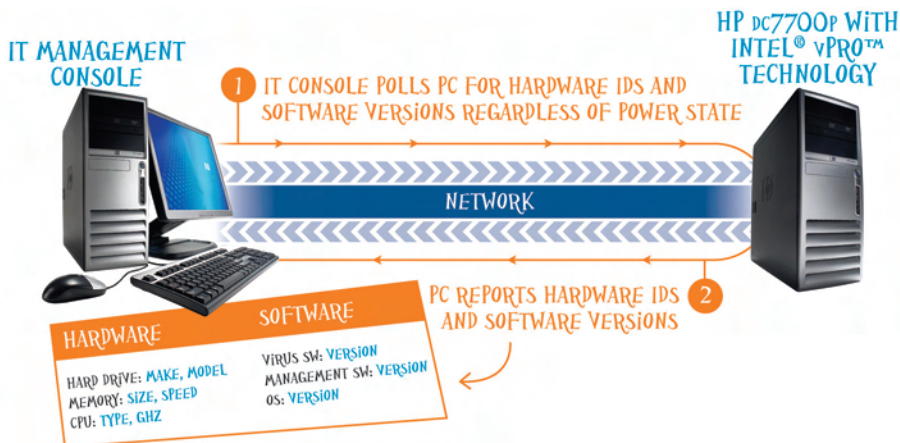 IT MANAGEMENT
CONSOLE
HP DC7700P WITH
INTEL® VPRO™
TECHNOLOGY
1
IT CONSOLE POLLS PC FOR HARDWARE IDS AND
SOFTWARE VERSIONS REGARDLESS OF POWER STATE
NETWORK
PC REPORTS HARDWARE IDS
AND SOFTWARE VERSIONS
2
HARDWARE
HARD DRIVE: MAKE, MODEL
MEMORY: SIZE, SPEED
CPU: TYPE, GHZ
SOFTWARE
VIRUS SW: VERSION
MANAGEMENT SW: VERSION
OS: VERSION